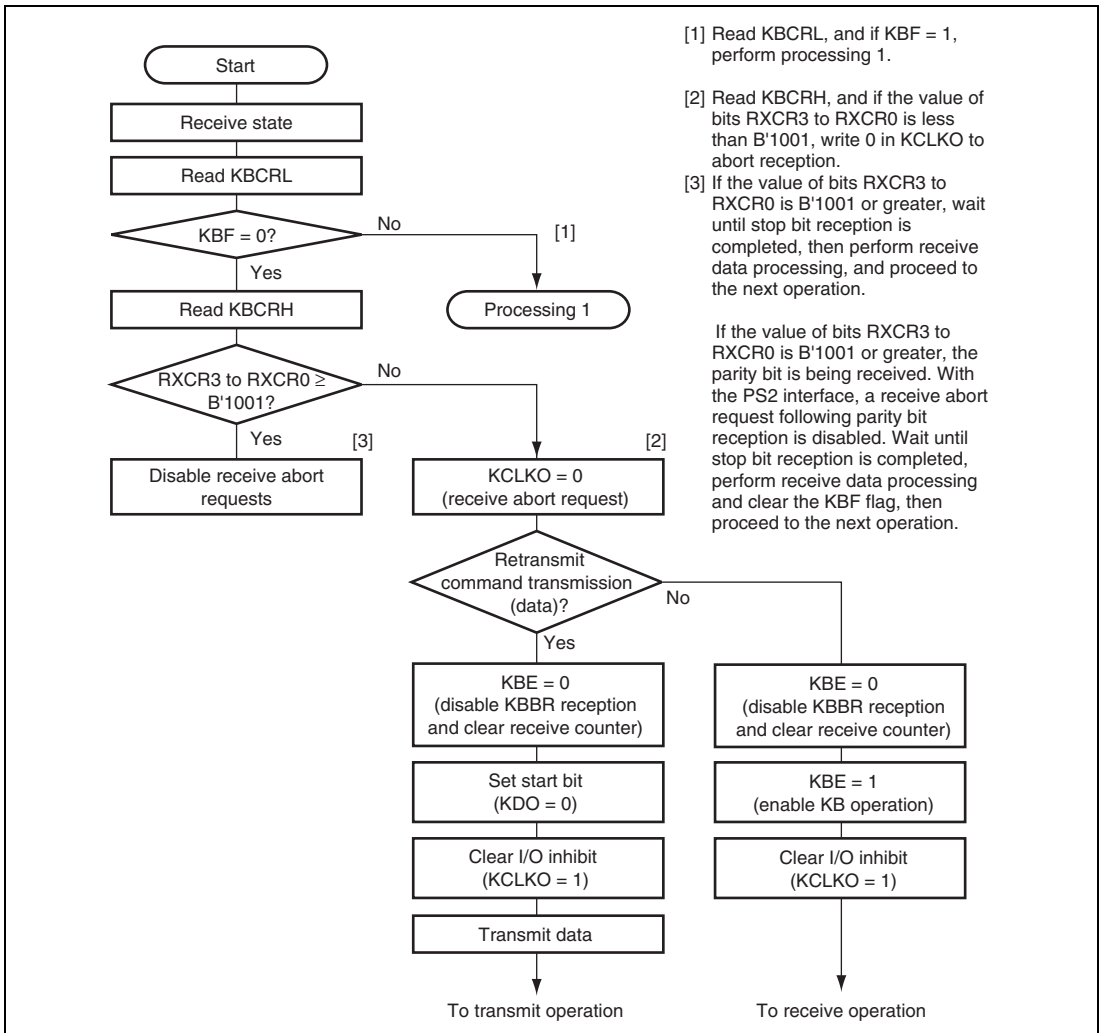 Start
Receive state
Read KBCRL
KBF = 0?
No
[1]
Yes
Processing 1
Read KBCRH
RXCR3 to RXCR0 ≥
B'1001?
No
Yes
[3]
[2]
Disable receive abort
requests
KCLKO = 0
(receive abort request)
Retransmit
command transmission
(data)?
No
Yes
KBE = 0
(disable KBBR reception
and clear receive counter)
Set start bit
(KDO = 0)
Clear I/O inhibit
(KCLKO = 1)
Transmit data
To transmit operation
KBE = 0
(disable KBBR reception
and clear receive counter)
KBE = 1
(enable KB operation)
Clear I/O inhibit
(KCLKO = 1)
To receive operation
[1] Read KBCRL, and if KBF = 1,
perform processing 1.
[2] Read KBCRH, and if the value of
bits RXCR3 to RXCR0 is less
than B'1001, write 0 in KCLKO to
abort reception.
[3] If the value of bits RXCR3 to
RXCR0 is B'1001 or greater, wait
until stop bit reception is
completed, then perform receive
data processing, and proceed to
the next operation.
If the value of bits RXCR3 to
RXCR0 is B'1001 or greater, the
parity bit is being received. With
the PS2 interface, a receive abort
request following parity bit
reception is disabled. Wait until
stop bit reception is completed,
perform receive data processing
and clear the KBF flag, then
proceed to the next operation.